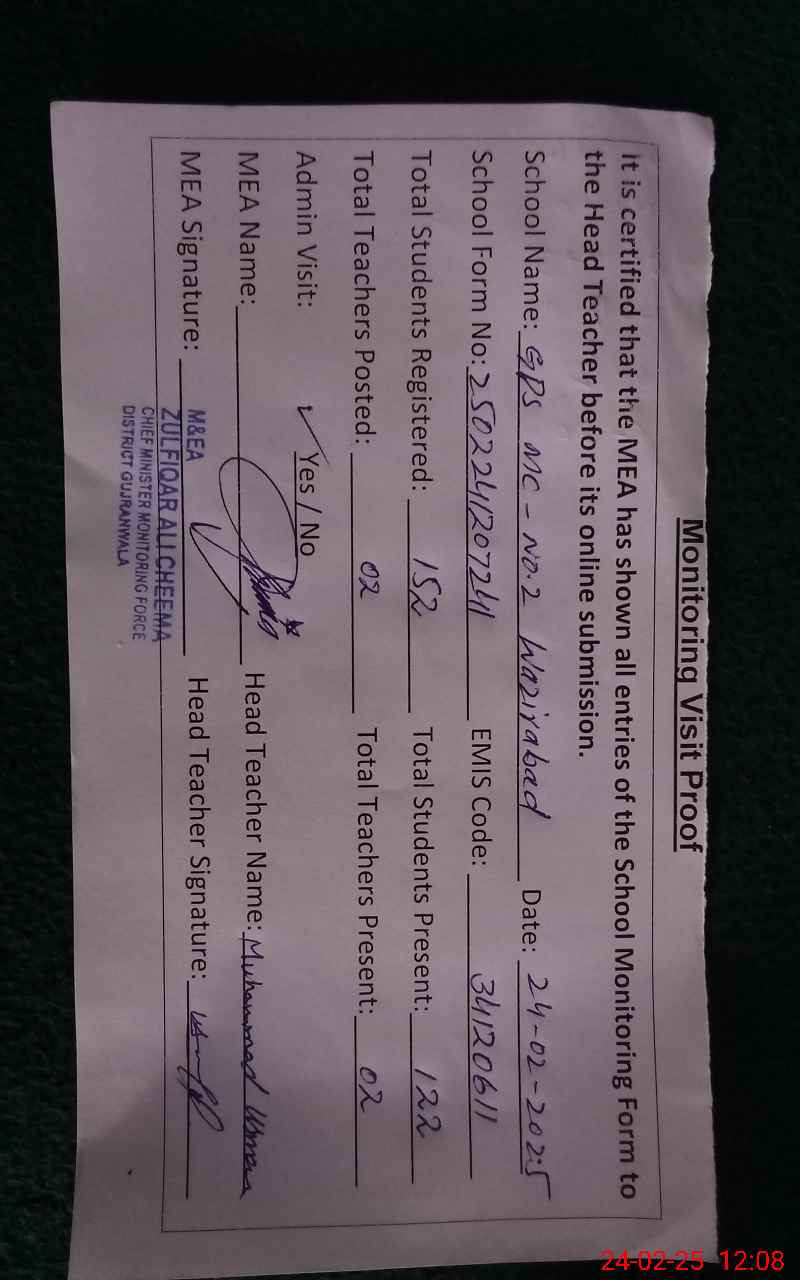 Monitoring Visit Proof
It is certified that the MEA has shown all entries of the School Monitoring Form to
the Head Teacher before its online submission.
School Name: GPS MC - No.2 Wazirabad Date: 24-02-2025
School Form No: 2502241207241 EMIS Code: 34120611
Total Students Registered: 152 Total Students Present: 122
Total Teachers Posted: 02 Total Teachers Present: 02
Admin Visit: ✓ Yes / No
MEA Name: Head Teacher Name: Muhammad Usman
MEA Signature: Head Teacher Signature:
M&EA
ZULFIQAR ALI CHEEMA
CHIEF MINISTER MONITORING FORCE
DISTRICT GUJRANWALA
24-02-25 12:08